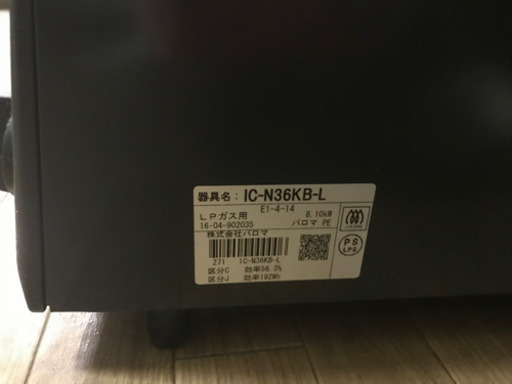 器具名：IC-N36KB-L
E1-4-14
LPガス用 8.10kW
16.04-902035 パロマ PE
株式会社パロマ
271 IC-N36KB-L
区分C 効率56.3%
区分J 効率192Wh
PS
LPG